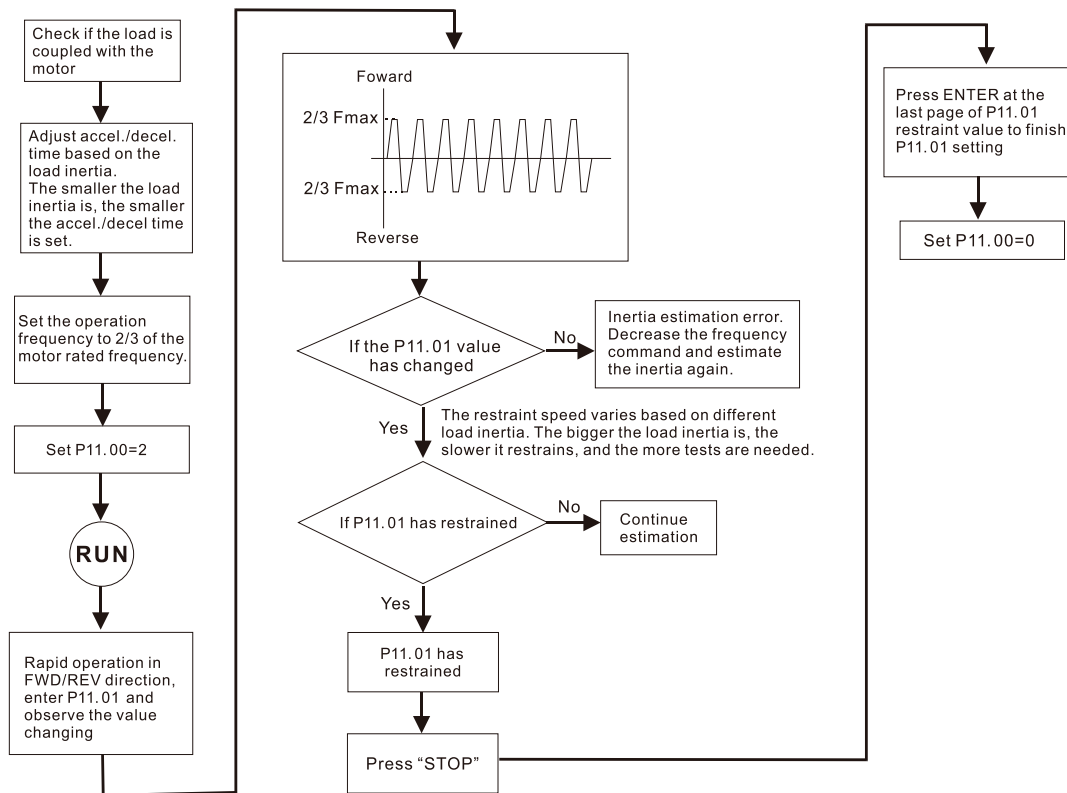 Check if the load is
coupled with the
motor
Adjust accel./decel.
time based on the
load inertia.
The smaller the load
inertia is, the smaller
the accel./decel time
is set.
Set the operation
frequency to 2/3 of the
motor rated frequency.
Set P11.00=2
RUN
Rapid operation in
FWD/REV direction,
enter P11.01 and
observe the value
changing
Foward
2/3 Fmax
2/3 Fmax
Reverse
If the P11.01 value
has changed
No
Inertia estimation error.
Decrease the frequency
command and estimate
the inertia again.
Yes
The restraint speed varies based on different
load inertia. The bigger the load inertia is, the
slower it restrains, and the more tests are needed.
If P11.01 has restrained
No
Continue
estimation
Yes
P11.01 has
restrained
Press “STOP”
Press ENTER at the
last page of P11.01
restraint value to finish
P11.01 setting
Set P11.00=0